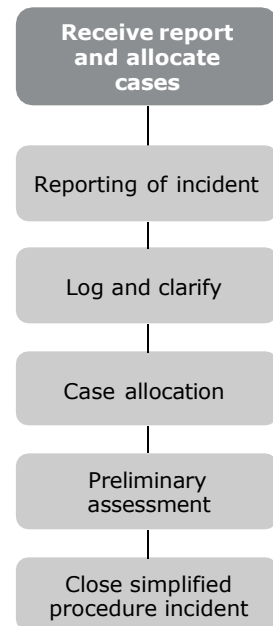 Receive report
and allocate
cases
Reporting of incident
Log and clarify
Case allocation
Preliminary
assessment
Close simplified
procedure incident